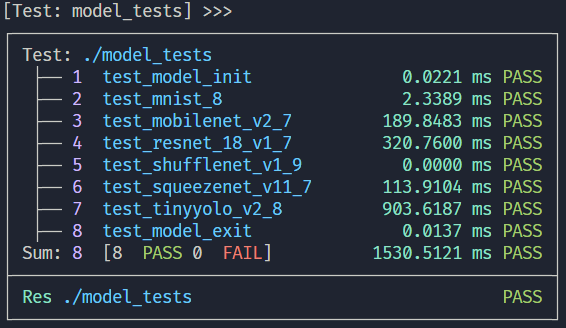 [Test: model_tests] >>>
Test: ./model_tests
1 test_model_init 0.0221 ms PASS
2 test_mnist_8 2.3389 ms PASS
3 test_mobilenet_v2_7 189.8483 ms PASS
4 test_resnet_18_v1_7 320.7600 ms PASS
5 test_shufflenet_v1_9 0.0000 ms PASS
6 test_squeezenet_v11_7 113.9104 ms PASS
7 test_tinyyolo_v2_8 903.6187 ms PASS
8 test_model_exit 0.0137 ms PASS
Sum: 8 [8 PASS 0 FAIL] 1530.5121 ms PASS
Res ./model_tests PASS